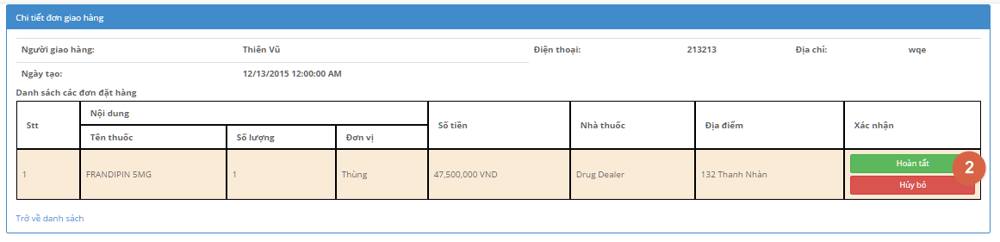 Chi tiết đơn giao hàng
Người giao hàng: Thiên Vũ Điện thoại: 213213 Địa chỉ: wqe
Ngày tạo: 12/13/2015 12:00:00 AM
Danh sách các đơn đặt hàng
Stt Nội dung Số tiền Nhà thuốc Địa điểm Xác nhận
Tên thuốc Số lượng Đơn vị
1 FRANDIPIN 5MG 1 Thùng 47,500,000 VND Drug Dealer 132 Thanh Nhàn
Hoàn tất
2
Hủy bỏ
Trở về danh sách